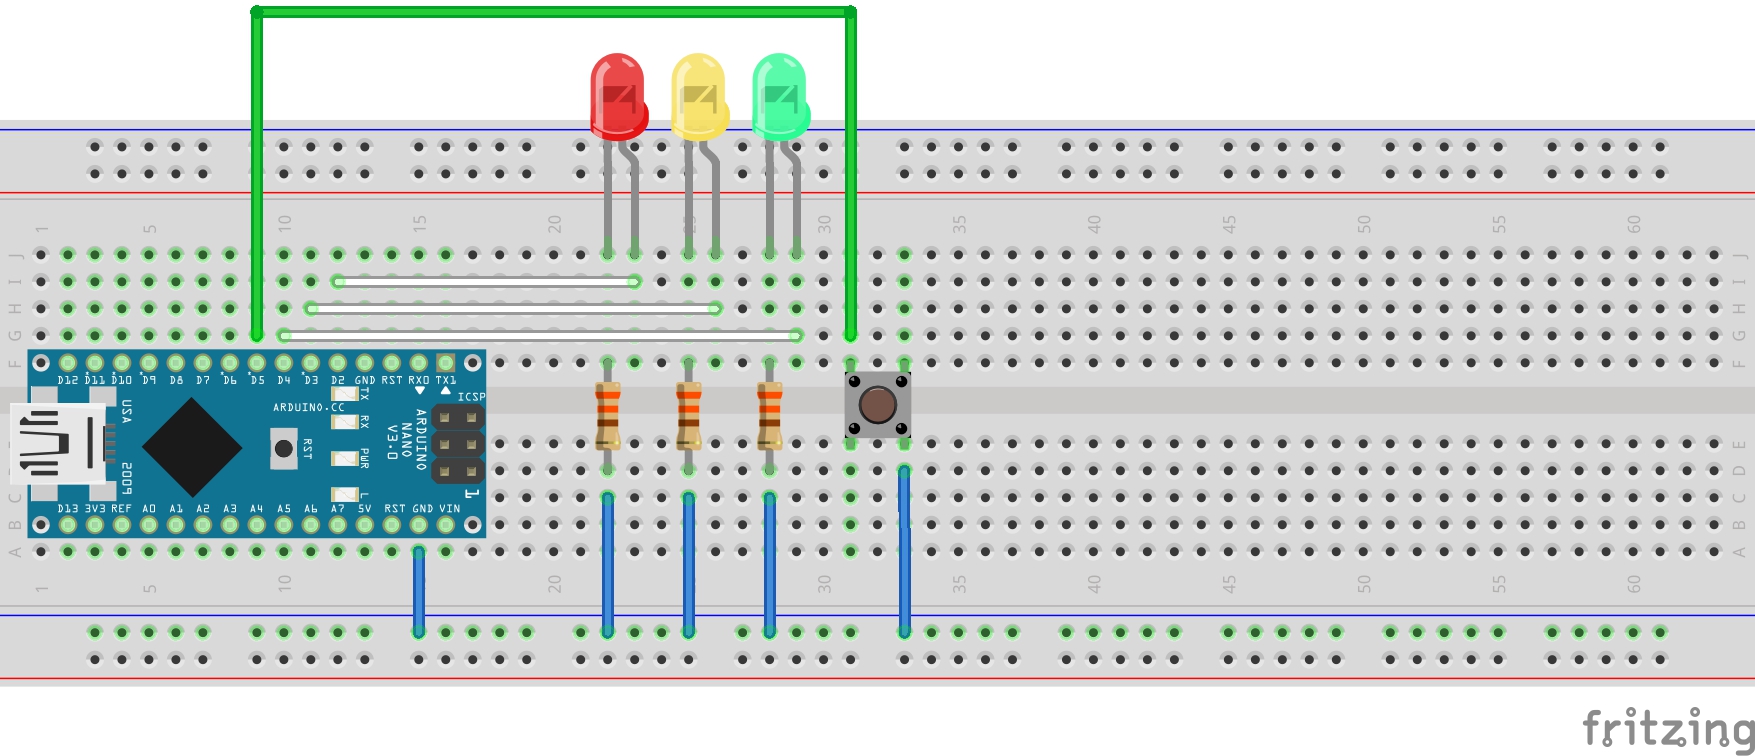 1 5 10 15 20 25 30 35 40 45 50 55 60
J J
I I
H H
G G
F F
D12 D11 D10 D9 D8 D7 D6 D5 D4 D3 D2 GND RST RX0 TX1
ICSP
ARDUINO.CC
TX
RX
PWR
L
RST
USA
2009
ARDUINO
NANO
V3.0
1
E
D D
C C
B B
A A
D13 3V3 REF A0 A1 A2 A3 A4 A5 A6 A7 5V RST GND VIN
1 5 10 15 20 25 30 35 40 45 50 55 60
fritzing